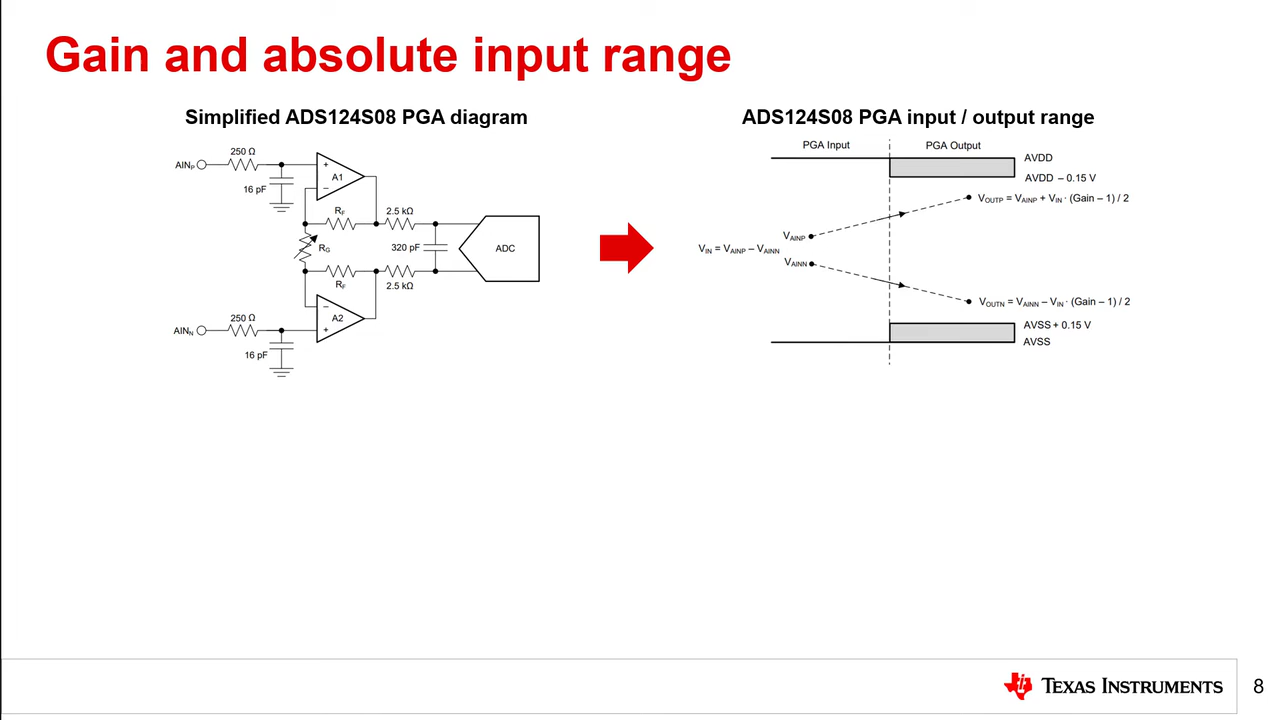 Gain and absolute input range
Simplified ADS124S08 PGA diagram
250 Ω
AINP
16 pF
+
A1
−
RF
2.5 kΩ
RG
320 pF
ADC
RF
2.5 kΩ
−
A2
+
250 Ω
AINN
16 pF
ADS124S08 PGA input / output range
PGA Input
PGA Output
AVDD
AVDD – 0.15 V
VOUTP = VAINP + VIN · (Gain – 1) / 2
VAINP
VIN = VAINP – VAINN
VAINN
VOUTN = VAINN – VIN · (Gain – 1) / 2
AVSS + 0.15 V
AVSS
TEXAS INSTRUMENTS
8